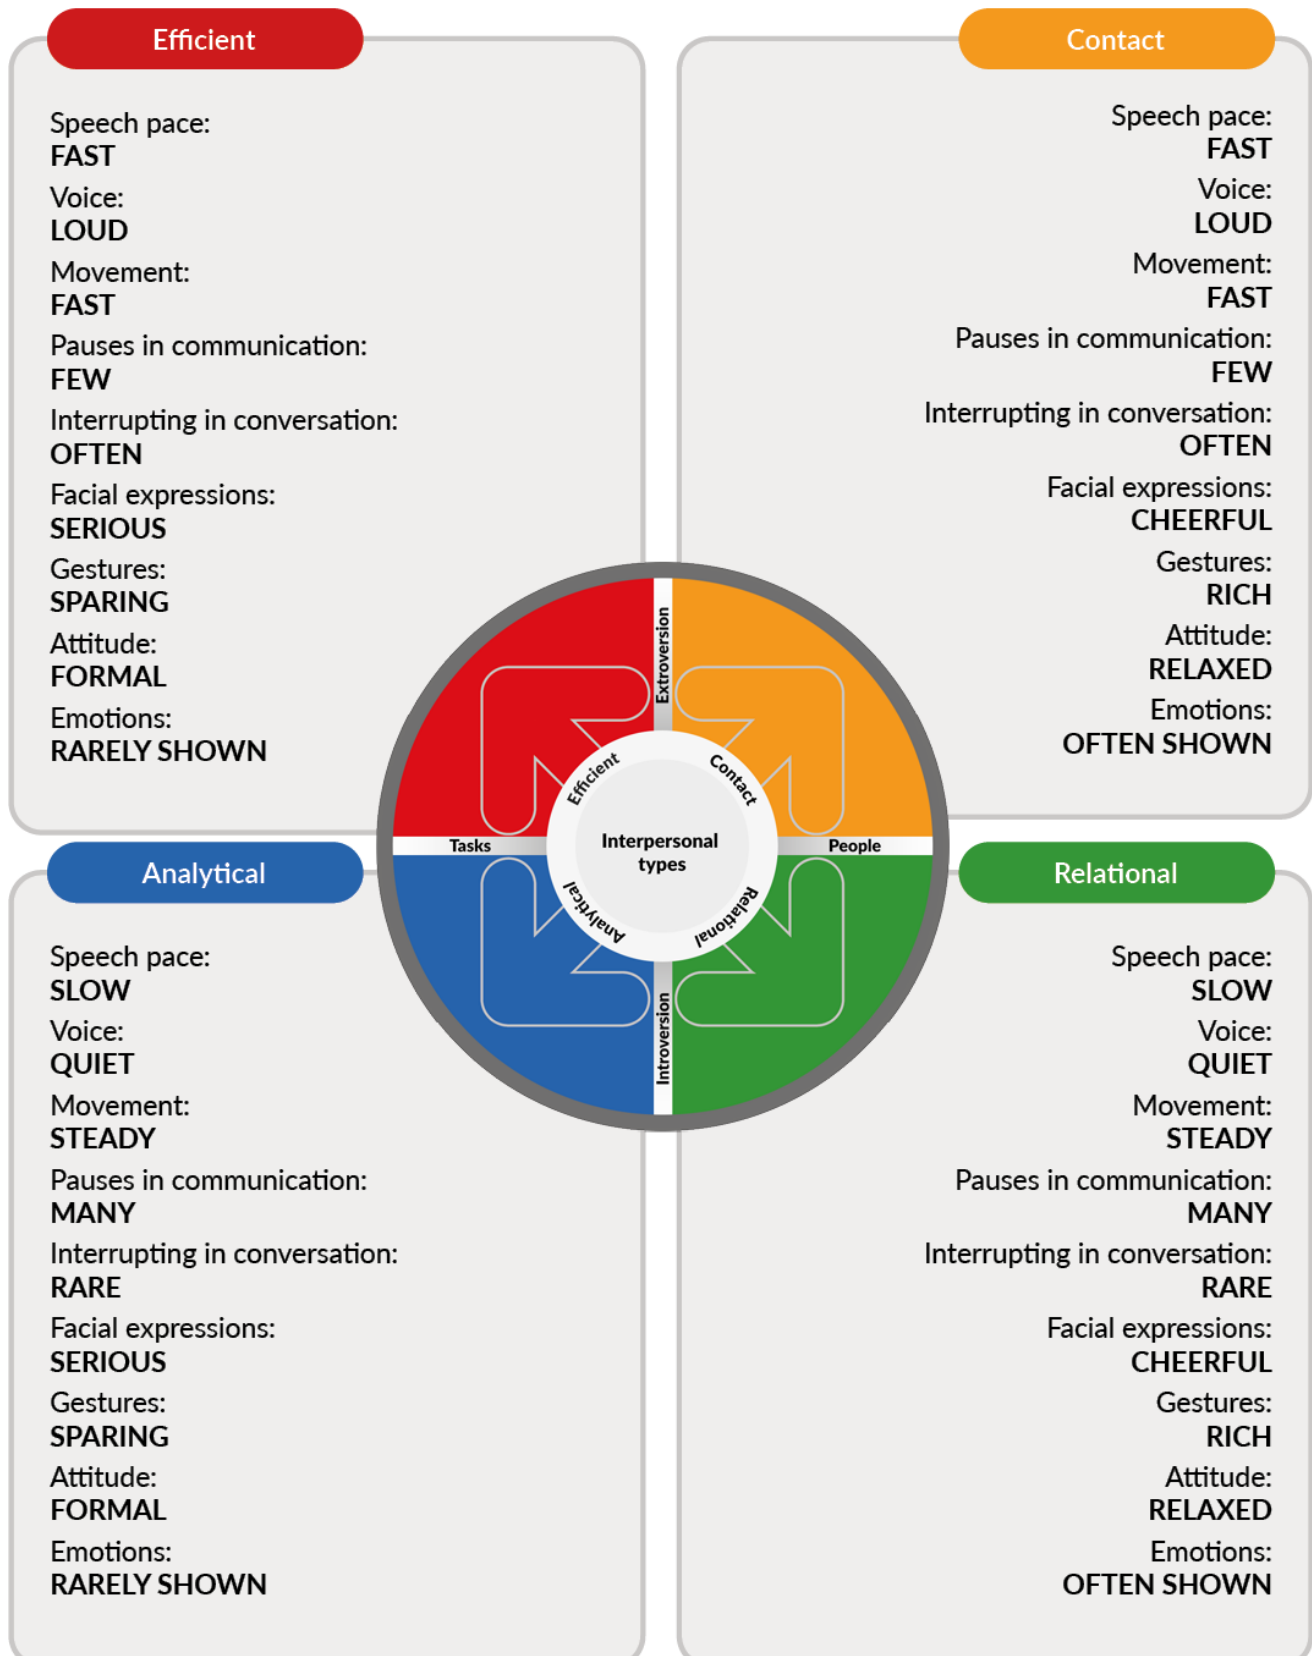 Efficient
Speech pace:
FAST
Voice:
LOUD
Movement:
FAST
Pauses in communication:
FEW
Interrupting in conversation:
OFTEN
Facial expressions:
SERIOUS
Gestures:
SPARING
Attitude:
FORMAL
Emotions:
RARELY SHOWN
Contact
Speech pace:
FAST
Voice:
LOUD
Movement:
FAST
Pauses in communication:
FEW
Interrupting in conversation:
OFTEN
Facial expressions:
CHEERFUL
Gestures:
RICH
Attitude:
RELAXED
Emotions:
OFTEN SHOWN
Extroversion
Efficient
Contact
Tasks
Interpersonal
types
People
Analytical
Relational
Introversion
Analytical
Speech pace:
SLOW
Voice:
QUIET
Movement:
STEADY
Pauses in communication:
MANY
Interrupting in conversation:
RARE
Facial expressions:
SERIOUS
Gestures:
SPARING
Attitude:
FORMAL
Emotions:
RARELY SHOWN
Relational
Speech pace:
SLOW
Voice:
QUIET
Movement:
STEADY
Pauses in communication:
MANY
Interrupting in conversation:
RARE
Facial expressions:
CHEERFUL
Gestures:
RICH
Attitude:
RELAXED
Emotions:
OFTEN SHOWN